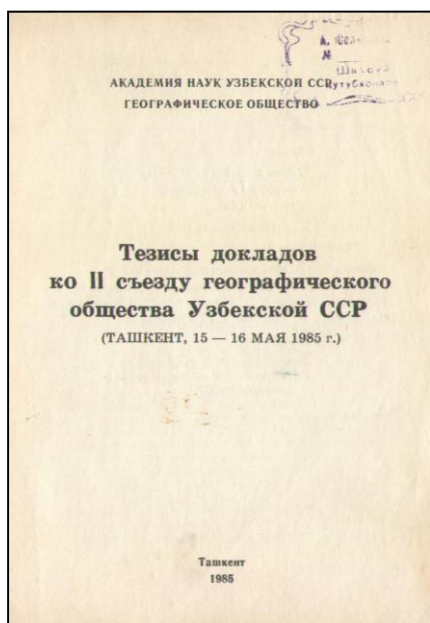 №
АКАДЕМИЯ НАУК УЗБЕКСКОЙ ССР
ГЕОГРАФИЧЕСКОЕ ОБЩЕСТВО
Тезисы докладов
ко II съезду географического
общества Узбекской ССР
(ТАШКЕНТ, 15 — 16 МАЯ 1985 г.)
Ташкент
1985